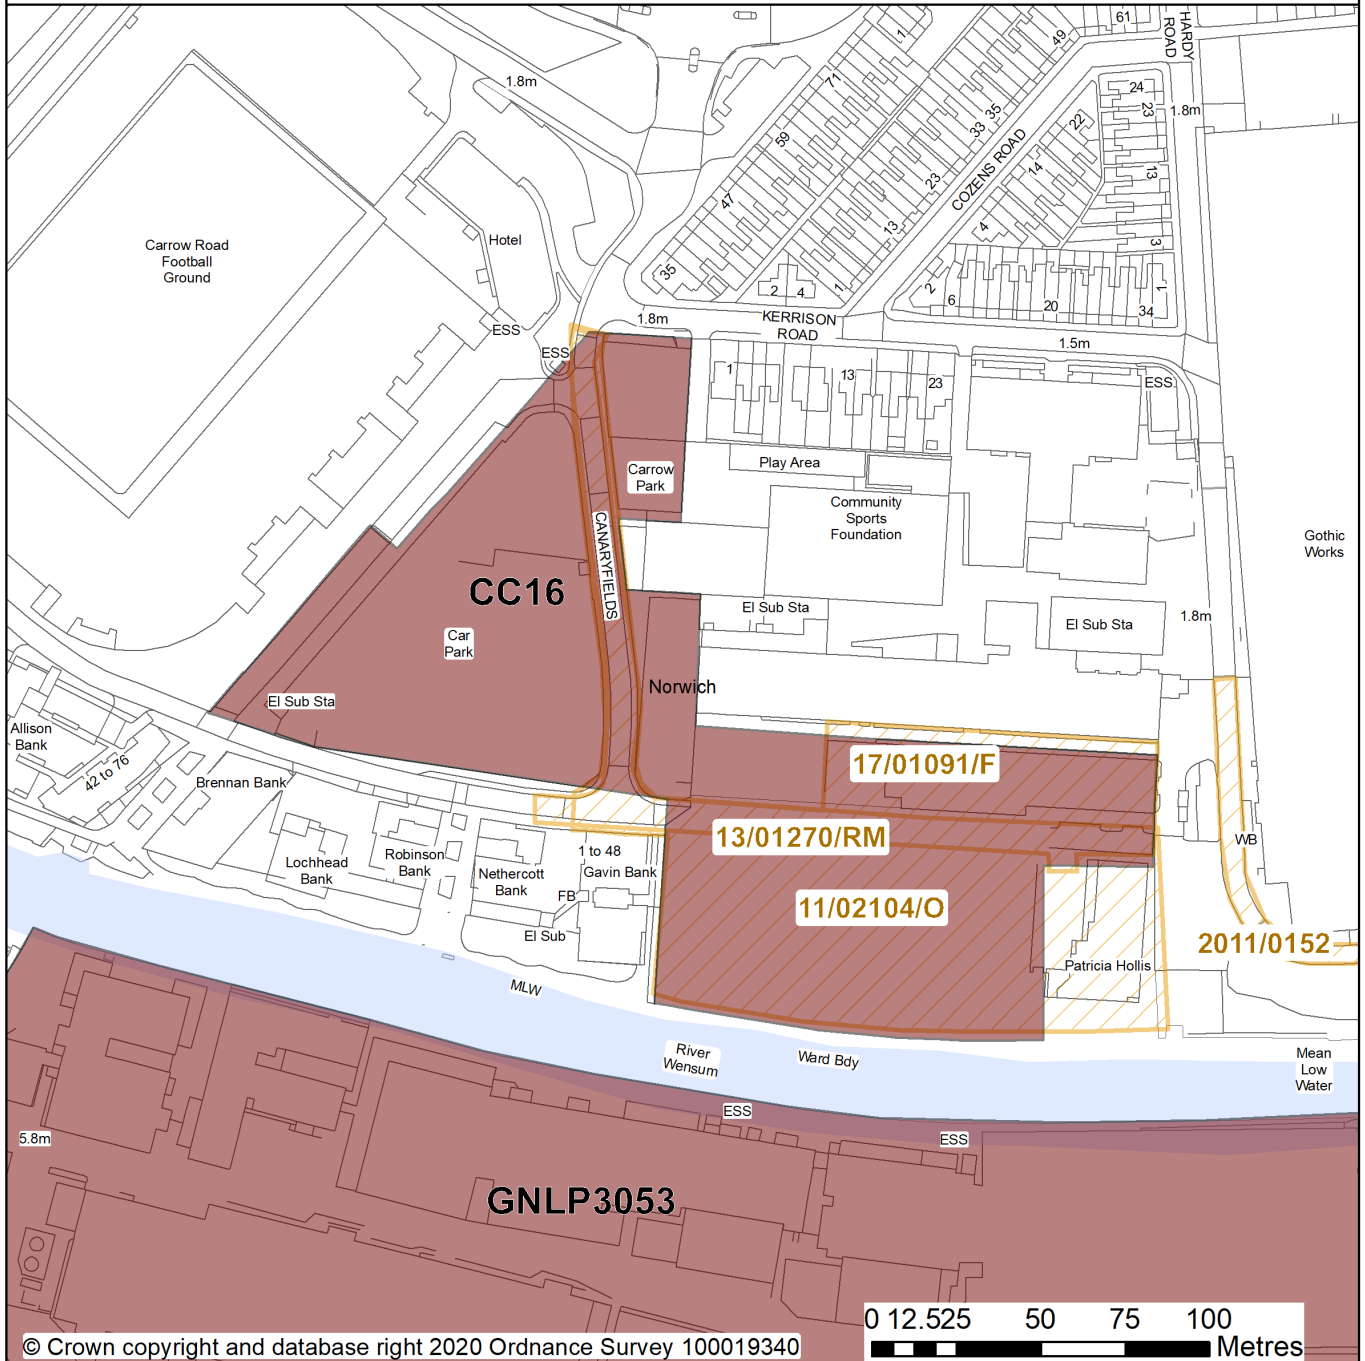 61
HARDY
ROAD
1
49
71
1.8m
24
23
1.8m
35
33
22
59
COZENS ROAD
14
13
23
47
4
13
3
Carrow Road
Football
Ground
Hotel
35
2
4
1
2
6
20
34
1
ESS
1.8m
KERRISON
ROAD
1.5m
ESS
1
13
23
ESS
Carrow
Park
Play Area
Community
Sports
Foundation
Gothic
Works
CANARYFIELDS
CC16
El Sub Sta
El Sub Sta
1.8m
Car
Park
Norwich
El Sub Sta
Allison
Bank
42 to 76
Brennan Bank
17/01091/F
13/01270/RM
WB
Lochhead
Bank
Robinson
Bank
Nethercott
Bank
1 to 48
Gavin Bank
FB
11/02104/O
El Sub
2011/0152
Patricia Hollis
MLW
River
Wensum
Ward Bdy
Mean
Low
Water
ESS
5.8m
ESS
GNLP3053
0 12.525 50 75 100
Metres
© Crown copyright and database right 2020 Ordnance Survey 100019340